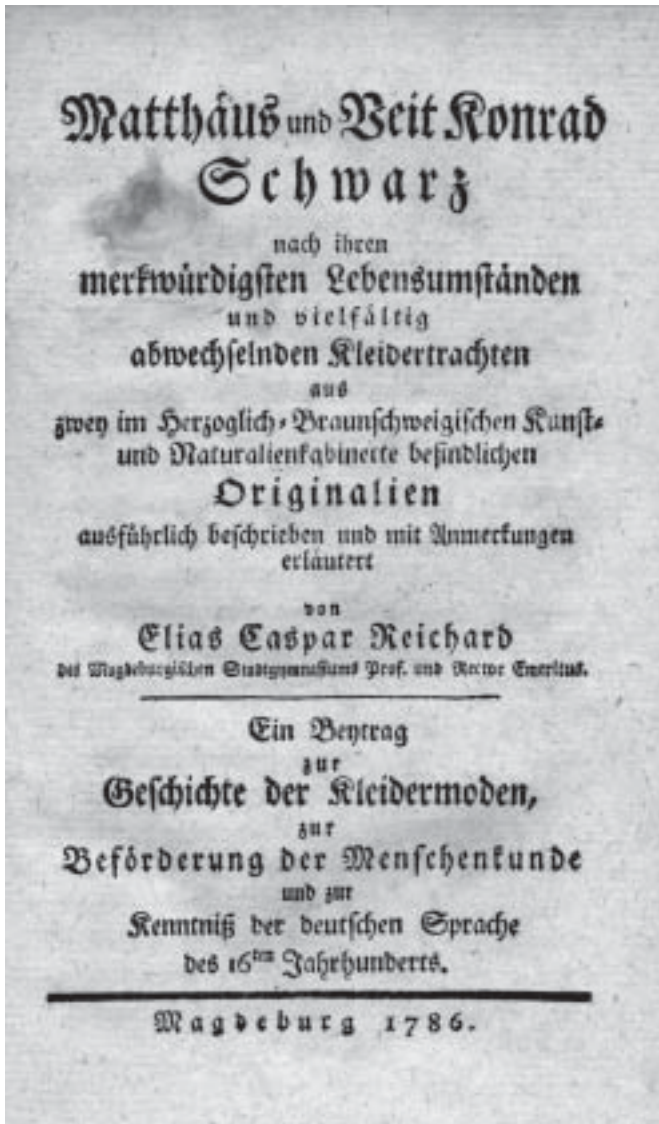 Matthäus und Veit Konrad
Schwarz
nach ihren
merkwürdigsten Lebensumständen
und vielfältig
abwechselnden Kleidertrachten
aus
zwey im Herzoglich-Braunschweigischen Kunst-
und Naturalienkabinette befindlichen
Originalien
ausführlich beschrieben und mit Anmerkungen
erläutert
von
Elias Caspar Reichard
des Magdeburgischen Stadtgymnasiums Prof. und Rector Emeritus.
Ein Beytrag
zur
Geschichte der Kleidermoden,
zur
Beförderung der Menschenkunde
und zur
Kenntniß der deutschen Sprache
des 16ten Jahrhunderts.
Magdeburg 1786.